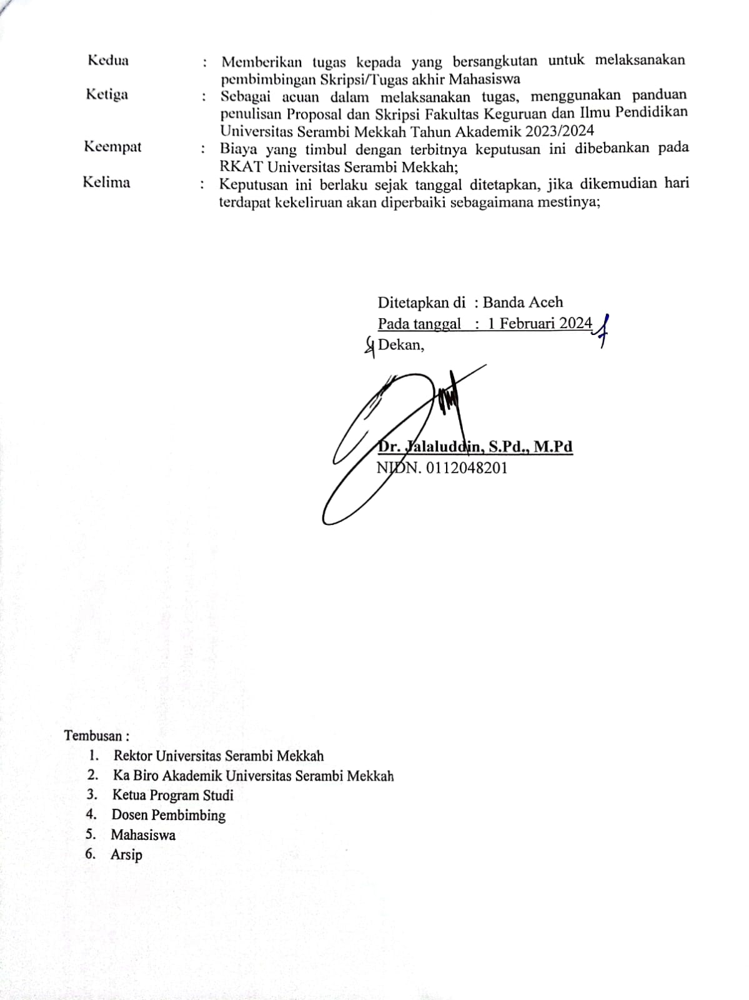 Kedua : Memberikan tugas kepada yang bersangkutan untuk melaksanakan
pembimbingan Skripsi/Tugas akhir Mahasiswa
Ketiga : Sebagai acuan dalam melaksanakan tugas, menggunakan panduan
penulisan Proposal dan Skripsi Fakultas Keguruan dan Ilmu Pendidikan
Universitas Serambi Mekkah Tahun Akademik 2023/2024
Keempat : Biaya yang timbul dengan terbitnya keputusan ini dibebankan pada
RKAT Universitas Serambi Mekkah;
Kelima : Keputusan ini berlaku sejak tanggal ditetapkan, jika dikemudian hari
terdapat kekeliruan akan diperbaiki sebagaimana mestinya;
Ditetapkan di : Banda Aceh
Pada tanggal : 1 Februari 2024
Dekan,
Dr. Jalaluddin, S.Pd., M.Pd
NIDN. 0112048201
Tembusan :
1. Rektor Universitas Serambi Mekkah
2. Ka Biro Akademik Universitas Serambi Mekkah
3. Ketua Program Studi
4. Dosen Pembimbing
5. Mahasiswa
6. Arsip